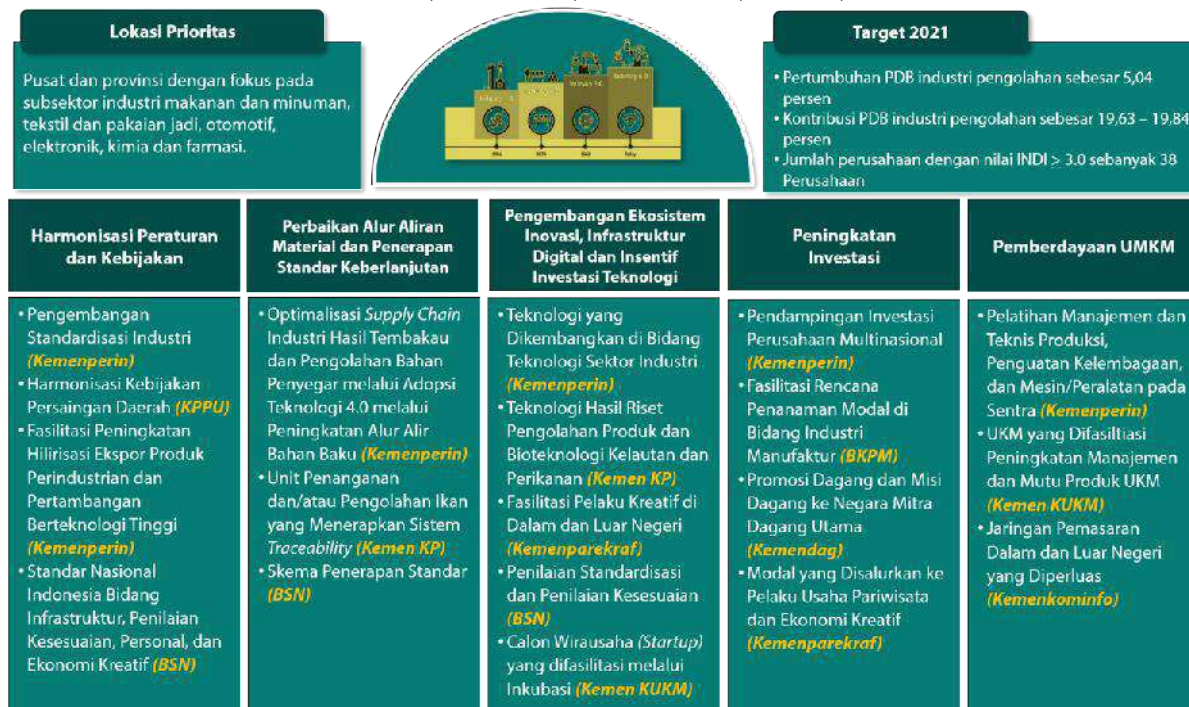 Lokasi Prioritas
Pusat dan provinsi dengan fokus pada
subsektor industri makanan dan minuman,
tekstil dan pakaian jadi, otomotif,
elektronik, kimia dan farmasi.
Target 2021
• Pertumbuhan PDB industri pengolahan sebesar 5,04
persen
• Kontribusi PDB industri pengolahan sebesar 19,63 – 19,84
persen
• Jumlah perusahaan dengan nilai INDI > 3.0 sebanyak 38
Perusahaan
Harmonisasi Peraturan
dan Kebijakan
• Pengembangan
Standardisasi Industri
(Kemenperin)
• Harmonisasi Kebijakan
Persaingan Daerah (KPPU)
• Fasilitasi Peningkatan
Hilirisasi Ekspor Produk
Perindustrian dan
Pertambangan
Berteknologi Tinggi
(Kemenperin)
• Standar Nasional
Indonesia Bidang
Infrastruktur, Penilaian
Kesesuaian, Personal, dan
Ekonomi Kreatif (BSN)
Perbaikan Alur Aliran
Material dan Penerapan
Standar Keberlanjutan
• Optimalisasi Supply Chain
Industri Hasil Tembakau
dan Pengolahan Bahan
Penyegar melalui Adopsi
Teknologi 4.0 melalui
Peningkatan Alur Alir
Bahan Baku (Kemenperin)
• Unit Penanganan
dan/atau Pengolahan Ikan
yang Menerapkan Sistem
Traceability (Kemen KP)
• Skema Penerapan Standar
(BSN)
Pengembangan Ekosistem
Inovasi, Infrastruktur
Digital dan Insentif
Investasi Teknologi
• Teknologi yang
Dikembangkan di Bidang
Teknologi Sektor Industri
(Kemenperin)
• Teknologi Hasil Riset
Pengolahan Produk dan
Bioteknologi Kelautan dan
Perikanan (Kemen KP)
• Fasilitasi Pelaku Kreatif di
Dalam dan Luar Negeri
(Kemenparekraf)
• Penilaian Standardisasi
dan Penilaian Kesesuaian
(BSN)
• Calon Wirausaha (Startup)
yang difasilitasi melalui
Inkubasi (Kemen KUKM)
Peningkatan
Investasi
• Pendampingan Investasi
Perusahaan Multinasional
(Kemenperin)
• Fasilitasi Rencana
Penanaman Modal di
Bidang Industri
Manufaktur (BKPM)
• Promosi Dagang dan Misi
Dagang ke Negara Mitra
Dagang Utama
(Kemendag)
• Modal yang Disalurkan ke
Pelaku Usaha Pariwisata
dan Ekonomi Kreatif
(Kemenparekraf)
Pemberdayaan UMKM
• Pelatihan Manajemen dan
Teknis Produksi,
Penguatan Kelembagaan,
dan Mesin/Peralatan pada
Sentra (Kemenperin)
• UKM yang Difasiltiasi
Peningkatan Manajemen
dan Mutu Produk UKM
(Kemen KUKM)
• Jaringan Pemasaran
Dalam dan Luar Negeri
yang Diperluas
(Kemenkominfo)